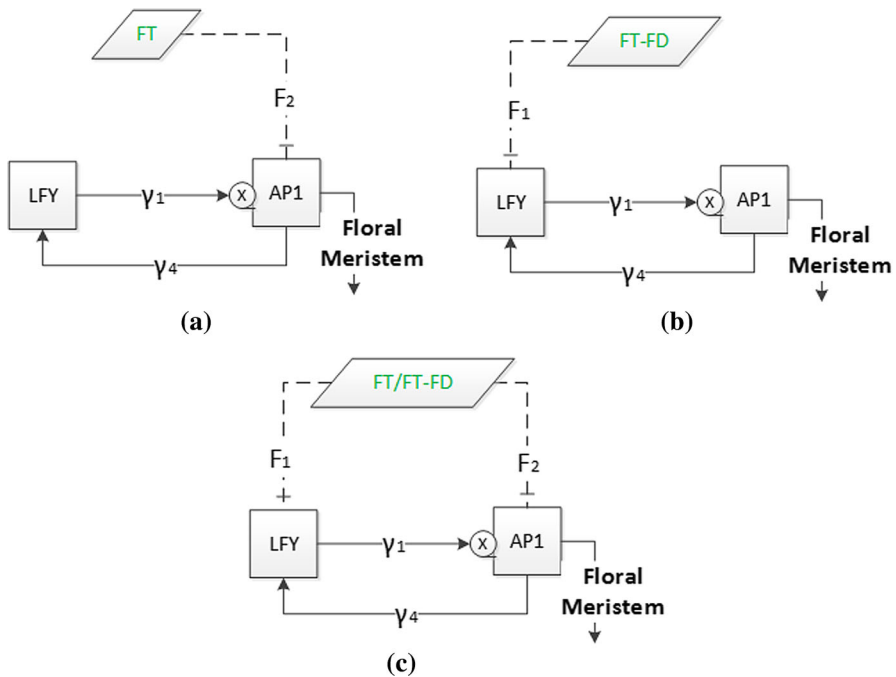 FT
F2
LFY
γ1
X
AP1
Floral
Meristem
γ4
(a)
FT-FD
F1
LFY
γ1
X
AP1
Floral
Meristem
γ4
(b)
FT/FT-FD
F1
F2
LFY
γ1
X
AP1
Floral
Meristem
γ4
(c)